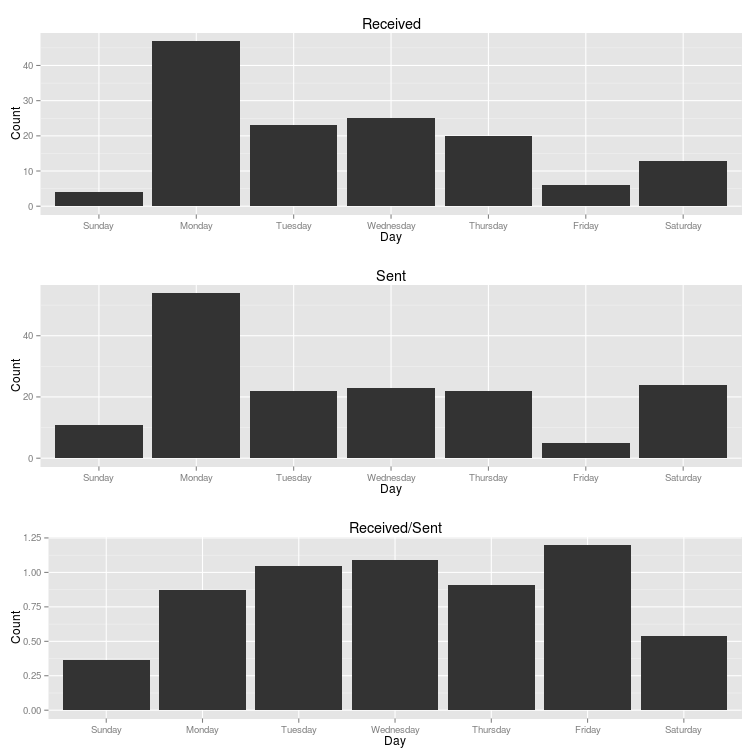 Received
Count
40
30
20
10
0
Sunday Monday Tuesday Wednesday Thursday Friday Saturday
Day
Sent
Count
40
20
0
Sunday Monday Tuesday Wednesday Thursday Friday Saturday
Day
Received/Sent
Count
1.25
1.00
0.75
0.50
0.25
0.00
Sunday Monday Tuesday Wednesday Thursday Friday Saturday
Day